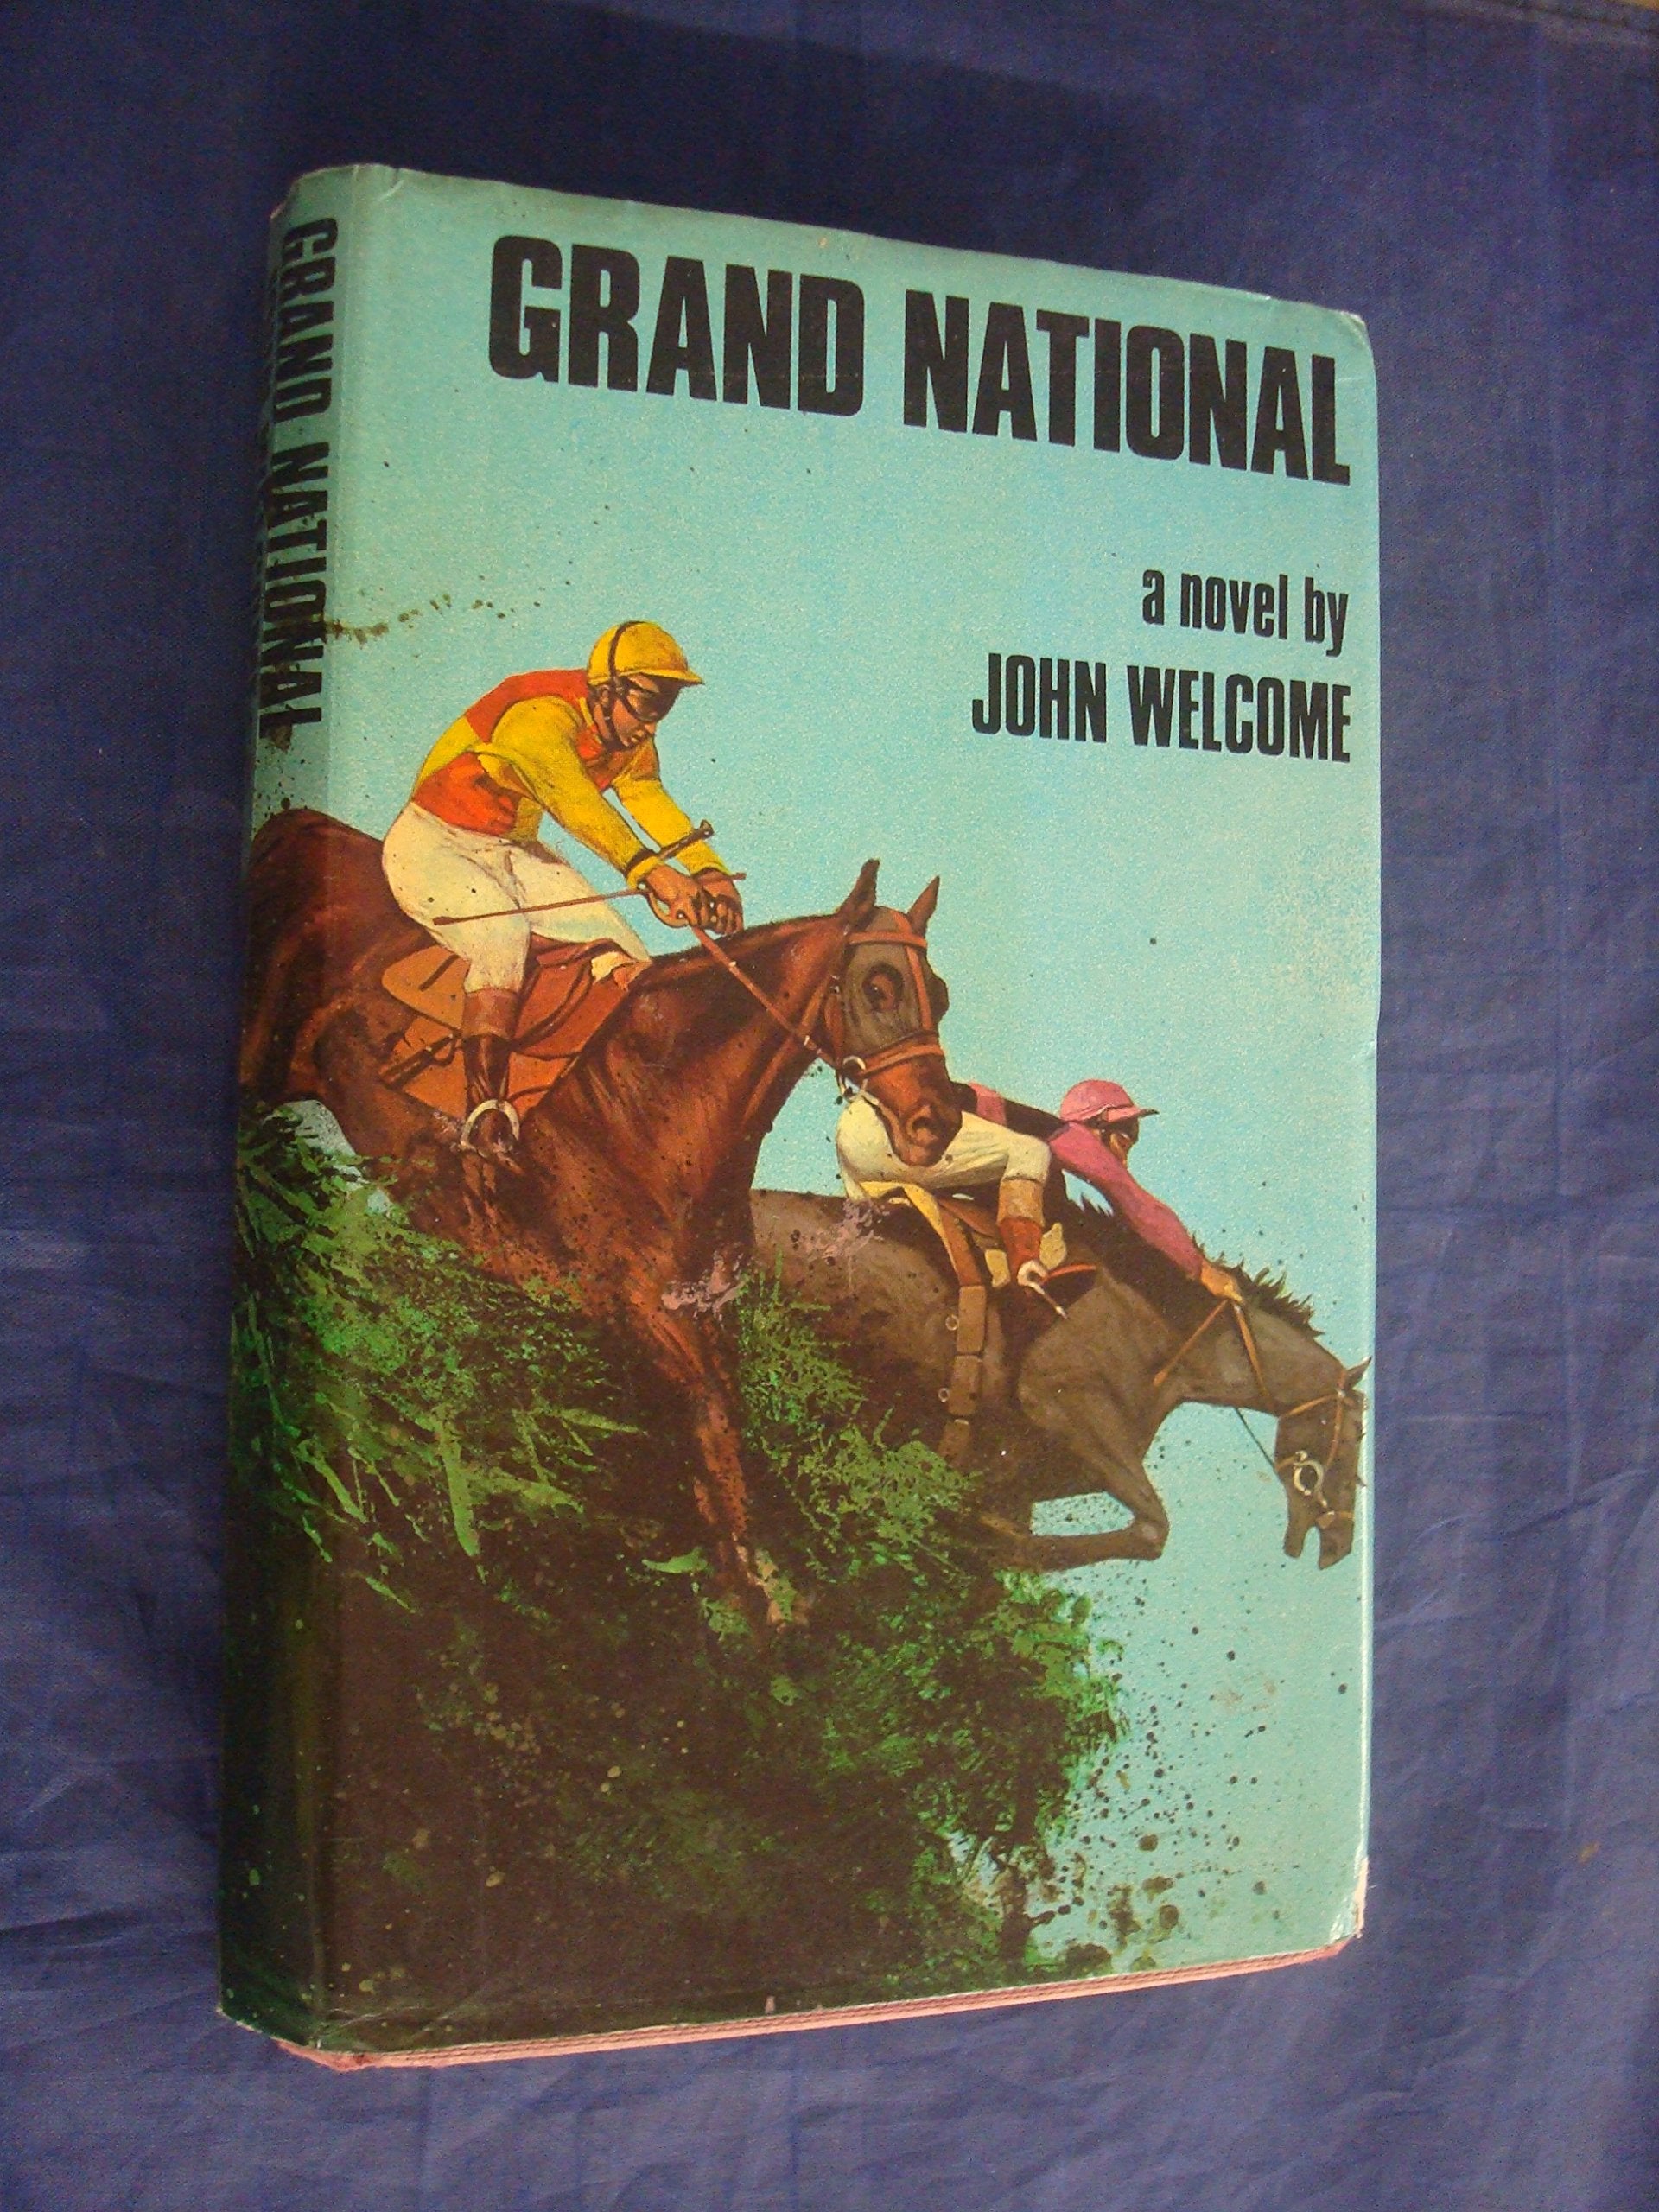 GRAND NATIONAL
a novel by
JOHN WELCOME
GRAND NATIONAL